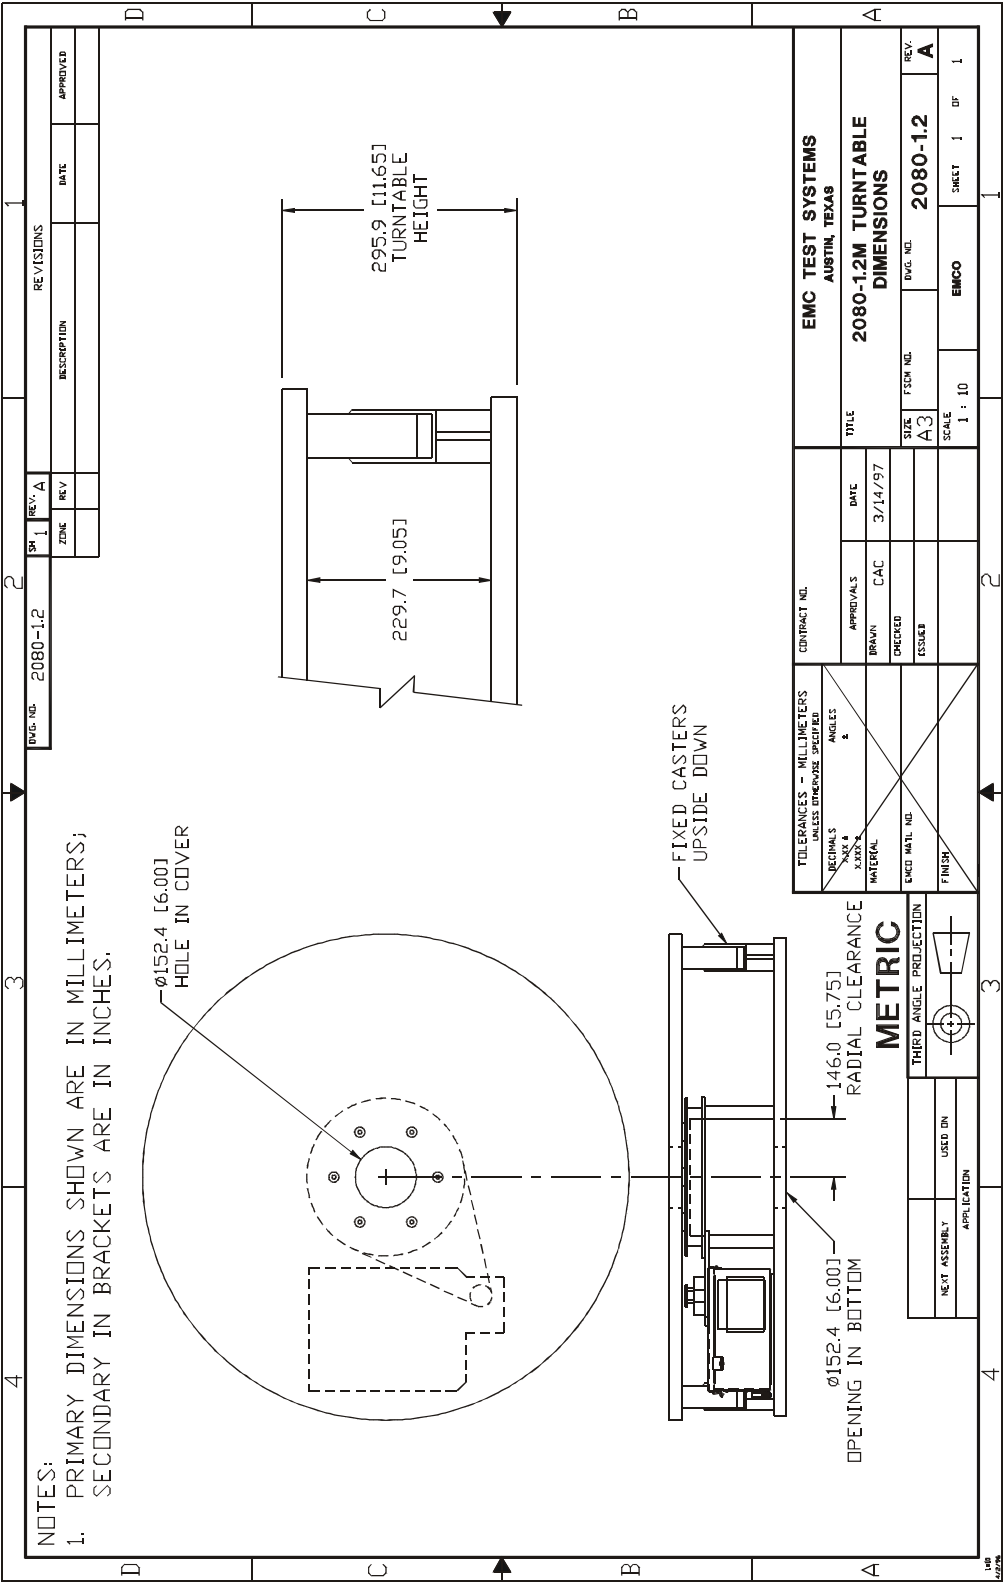 NOTES:
1. PRIMARY DIMENSIONS SHOWN ARE IN MILLIMETERS;
SECONDARY IN BRACKETS ARE IN INCHES.
DWG. NO.
2080-1.2
SH
1
REV.
A
REVISIONS
ZONE
REV
DESCRIPTION
DATE
APPROVED
4
3
2
1
D
C
B
A
Ø152.4 [6.00]
HOLE IN COVER
229.7 [9.05]
295.9 [11.65]
TURNTABLE
HEIGHT
FIXED CASTERS
UPSIDE DOWN
Ø152.4 [6.00]
OPENING IN BOTTOM
146.0 [5.75]
RADIAL CLEARANCE
METRIC
THIRD ANGLE PROJECTION
NEXT ASSEMBLY
USED ON
APPLICATION
TOLERANCES - MILLIMETERS
UNLESS OTHERWISE SPECIFIED
DECIMALS
ANGLES
X.XX ±
±
X.XXX ±
MATERIAL
EMCO MATL NO.
FINISH
CONTRACT NO.
APPROVALS
DATE
DRAWN
CAC
3/14/97
CHECKED
ISSUED
EMC TEST SYSTEMS
AUSTIN, TEXAS
TITLE
2080-1.2M TURNTABLE
DIMENSIONS
SIZE
A3
FSCM NO.
DWG. NO.
2080-1.2
REV.
A
SCALE
1 : 10
EMCO
SHEET 1 OF 1
D
C
B
A
4
3
2
1